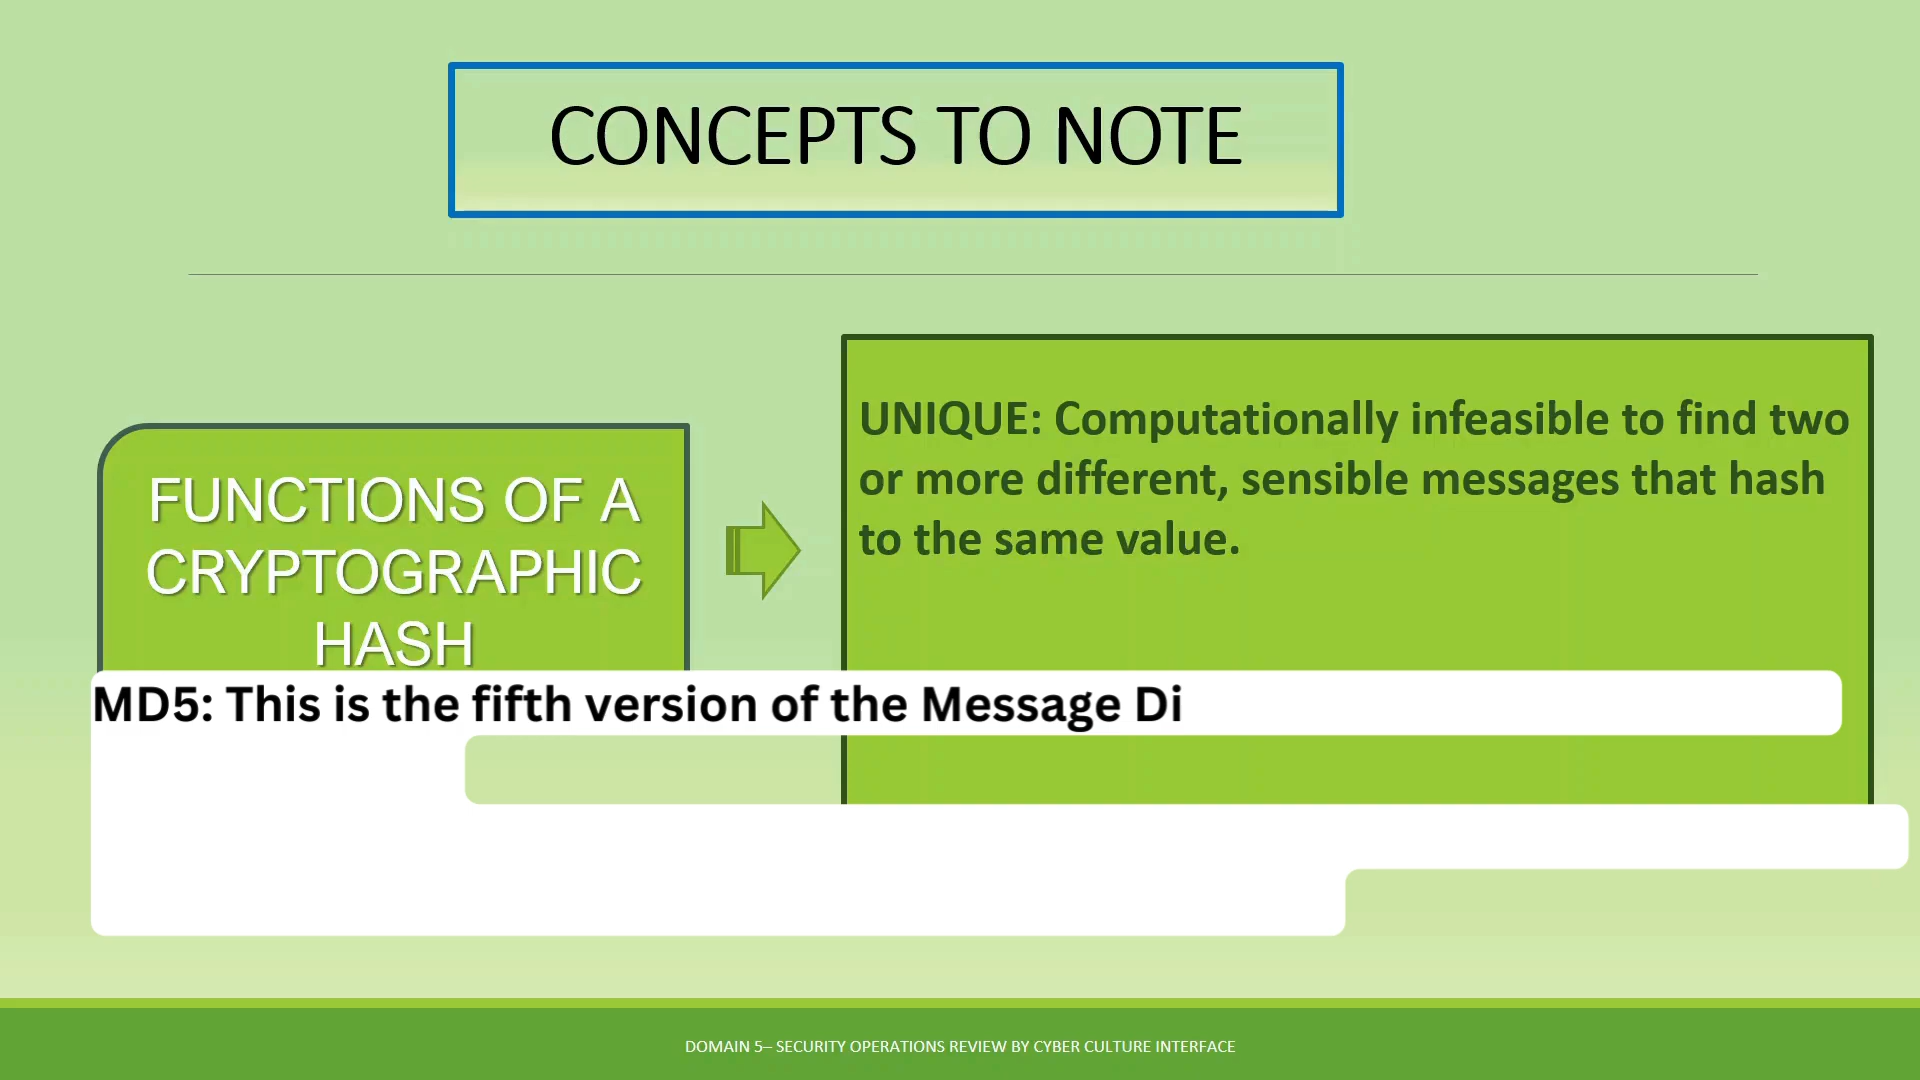 CONCEPTS TO NOTE
FUNCTIONS OF A
CRYPTOGRAPHIC
HASH
UNIQUE: Computationally infeasible to find two
or more different, sensible messages that hash
to the same value.
MD5: This is the fifth version of the Message Di
DOMAIN 5– SECURITY OPERATIONS REVIEW BY CYBER CULTURE INTERFACE